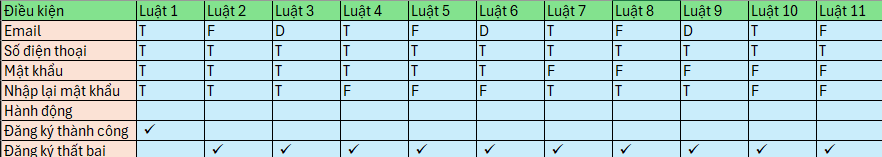 Điều kiện Luật 1 Luật 2 Luật 3 Luật 4 Luật 5 Luật 6 Luật 7 Luật 8 Luật 9 Luật 10 Luật 11
Email T F D T F D T F D T F
Số điện thoại T T T T T T T T T T T
Mật khẩu T T T T T T F F F F F
Nhập lại mật khẩu T T T F F F T T T F F
Hành động
Đăng ký thành công ✓
Đăng ký thất bại ✓ ✓ ✓ ✓ ✓ ✓ ✓ ✓ ✓ ✓